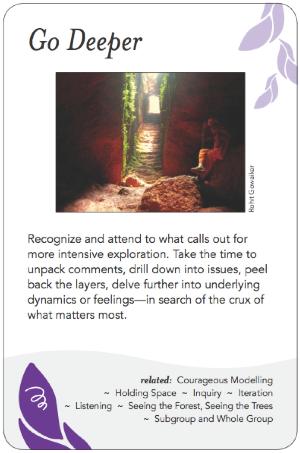 Go Deeper
Rohit Gowaikar
Recognize and attend to what calls out for
more intensive exploration. Take the time to
unpack comments, drill down into issues, peel
back the layers, delve further into underlying
dynamics or feelings—in search of the crux of
what matters most.
related: Courageous Modelling
~ Holding Space ~ Inquiry ~ Iteration
~ Listening ~ Seeing the Forest, Seeing the Trees
~ Subgroup and Whole Group